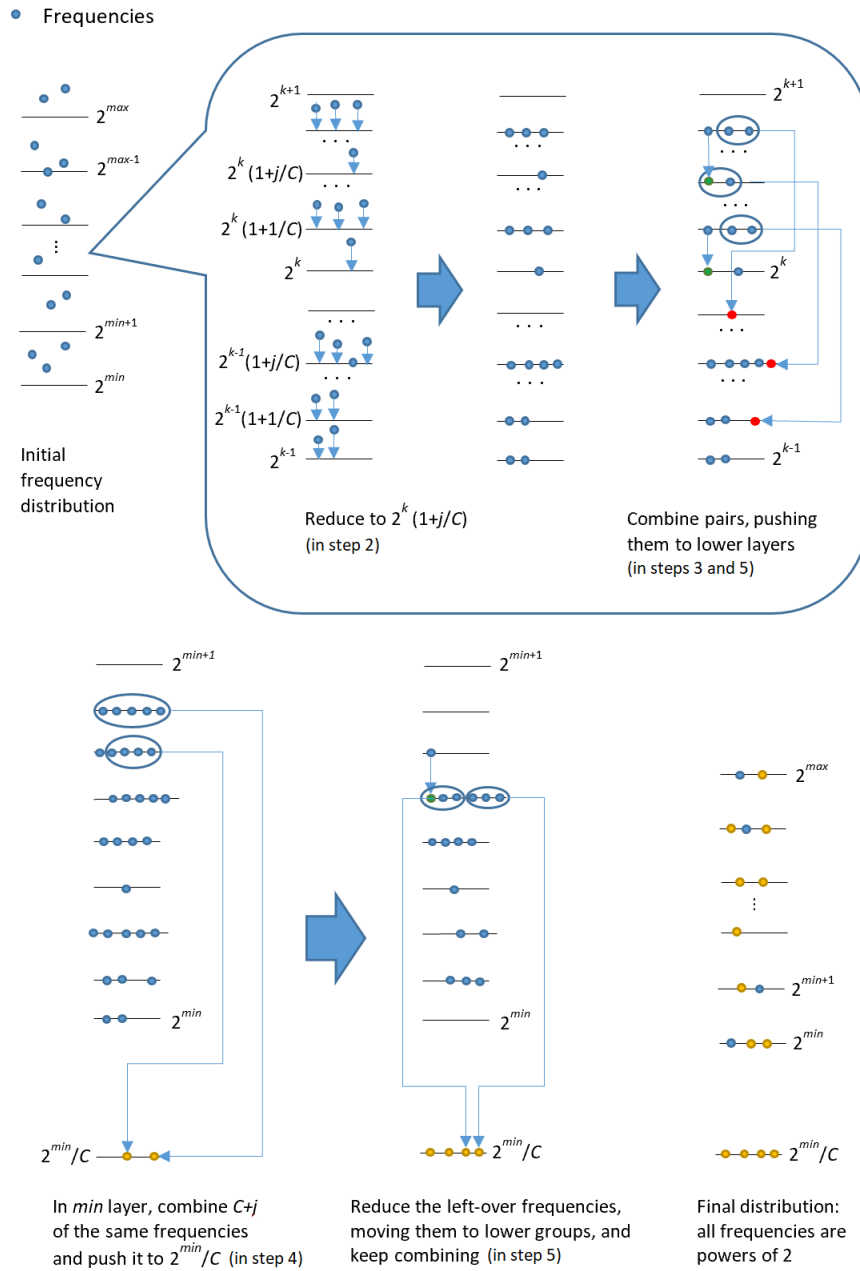 Frequencies
2^max
2^max-1
⋮
2^min+1
2^min
Initial
frequency
distribution
2^k+1
. . .
2^k (1+j/C)
. . .
2^k (1+1/C)
2^k
. . .
2^k-1 (1+j/C)
. . .
2^k-1 (1+1/C)
2^k-1
Reduce to 2^k (1+j/C)
(in step 2)
. . .
. . .
. . .
. . .
2^k+1
. . .
. . .
2^k
. . .
. . .
2^k-1
Combine pairs, pushing
them to lower layers
(in steps 3 and 5)
2^min+1
2^min
2^min/C
In min layer, combine C+j
of the same frequencies
and push it to 2^min/C (in step 4)
2^min+1
2^min
2^min/C
Reduce the left-over frequencies,
moving them to lower groups, and
keep combining (in step 5)
2^max
⋮
2^min+1
2^min
2^min/C
Final distribution:
all frequencies are
powers of 2